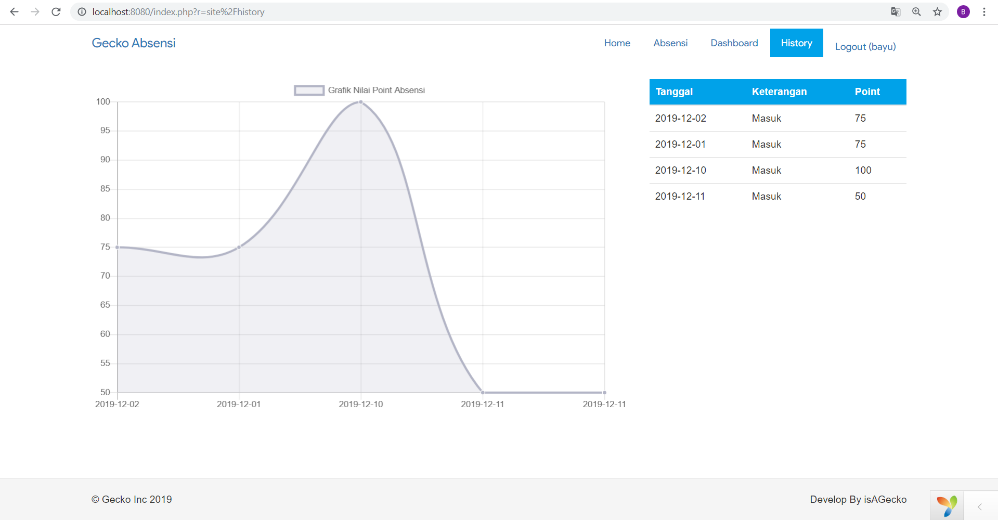 localhost:8080/index.php?r=site%2Fhistory
B
Gecko Absensi
Home Absensi Dashboard History Logout (bayu)
Grafik Nilai Point Absensi
100
95
90
85
80
75
70
65
60
55
50
2019-12-02 2019-12-01 2019-12-10 2019-12-11 2019-12-11
Tanggal Keterangan Point
2019-12-02 Masuk 75
2019-12-01 Masuk 75
2019-12-10 Masuk 100
2019-12-11 Masuk 50
© Gecko Inc 2019 Develop By isAGecko